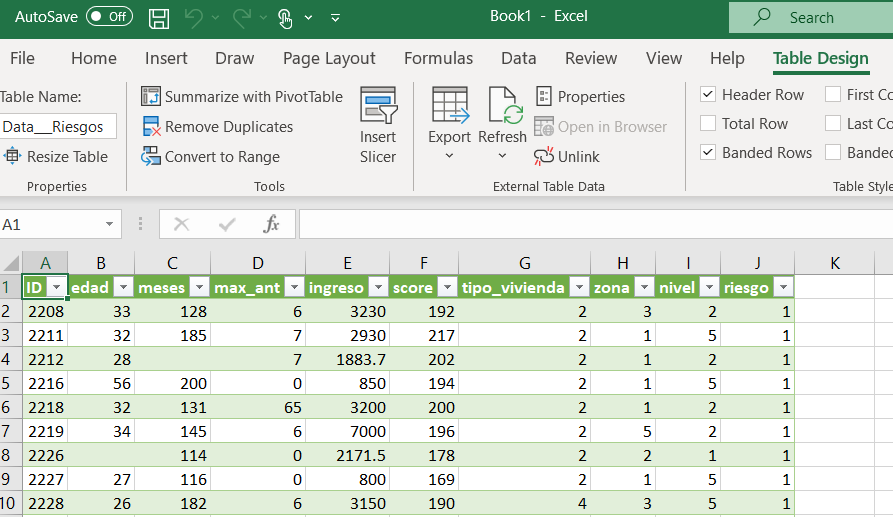 AutoSave Off Book1 - Excel Search
File Home Insert Draw Page Layout Formulas Data Review View Help Table Design
Table Name:
Data___Riesgos
Resize Table
Properties
Summarize with PivotTable
Remove Duplicates
Convert to Range
Tools
Insert
Slicer
Export
Refresh
Properties
Open in Browser
Unlink
External Table Data
Header Row First Co
Total Row Last Co
Banded Rows Banded
Table Style
A1 fx
A B C D E F G H I J K
1 ID edad meses max_ant ingreso score tipo_vivienda zona nivel riesgo
2 2208 33 128 6 3230 192 2 3 2 1
3 2211 32 185 7 2930 217 2 1 5 1
4 2212 28 7 1883.7 202 2 1 2 1
5 2216 56 200 0 850 194 2 1 5 1
6 2218 32 131 65 3200 200 2 1 2 1
7 2219 34 145 6 7000 196 2 5 2 1
8 2226 114 0 2171.5 178 2 2 1 1
9 2227 27 116 0 800 169 2 1 5 1
10 2228 26 182 6 3150 190 4 3 5 1